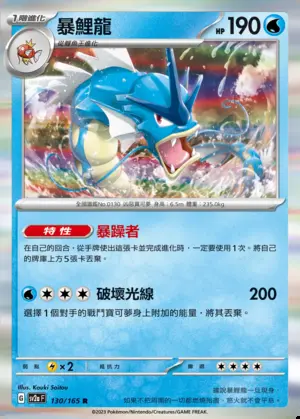 1階進化
暴鯉龍
HP 190
從鯉魚王進化
全國圖鑑No.0130 凶惡寶可夢 身高：6.5m 體重：235.0kg
特性 暴躁者
在自己的回合，從手牌使出這張卡並完成進化時，一定要使用1次。將自己
牌庫上方5張卡丟棄。
破壞光線 200
選擇1個對手的戰鬥寶可夢身上附加的能量，將其丟棄。
弱點 ×2 抵抗力 撤退
Illus. Kouki Saitou
G sv2a F 130/165 R
©2023 Pokémon/Nintendo/Creatures/GAME FREAK.